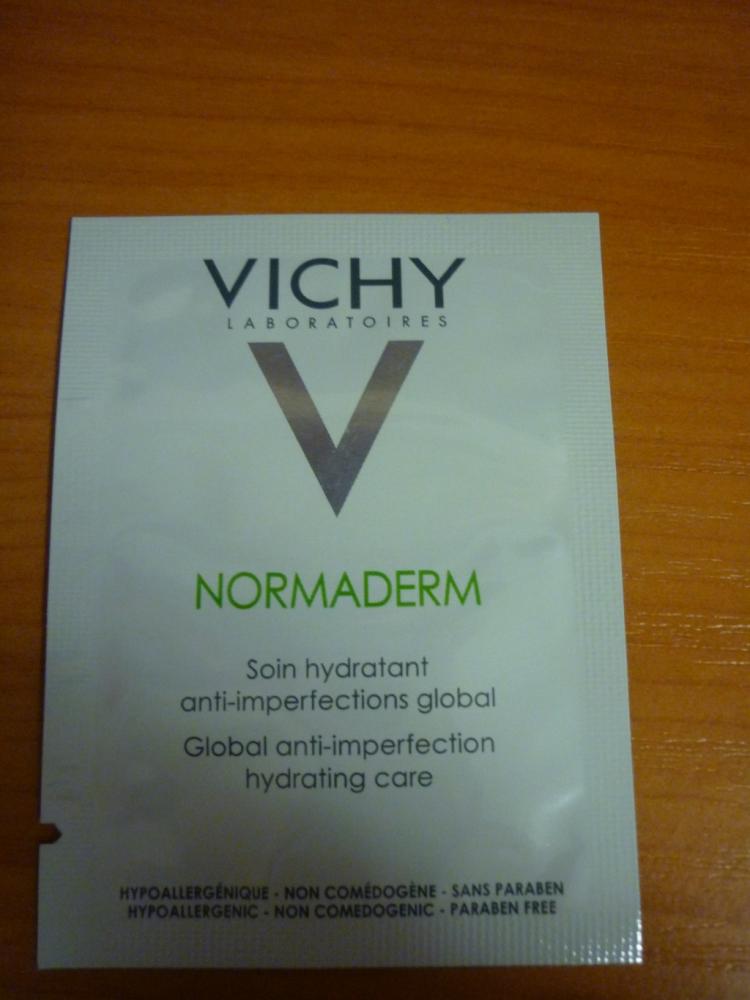 VICHY
LABORATOIRES
V
NORMADERM
Soin hydratant
anti-imperfections global
Global anti-imperfection
hydrating care
HYPOALLERGÉNIQUE - NON COMÉDOGÈNE - SANS PARABEN
HYPOALLERGENIC - NON COMEDOGENIC - PARABEN FREE